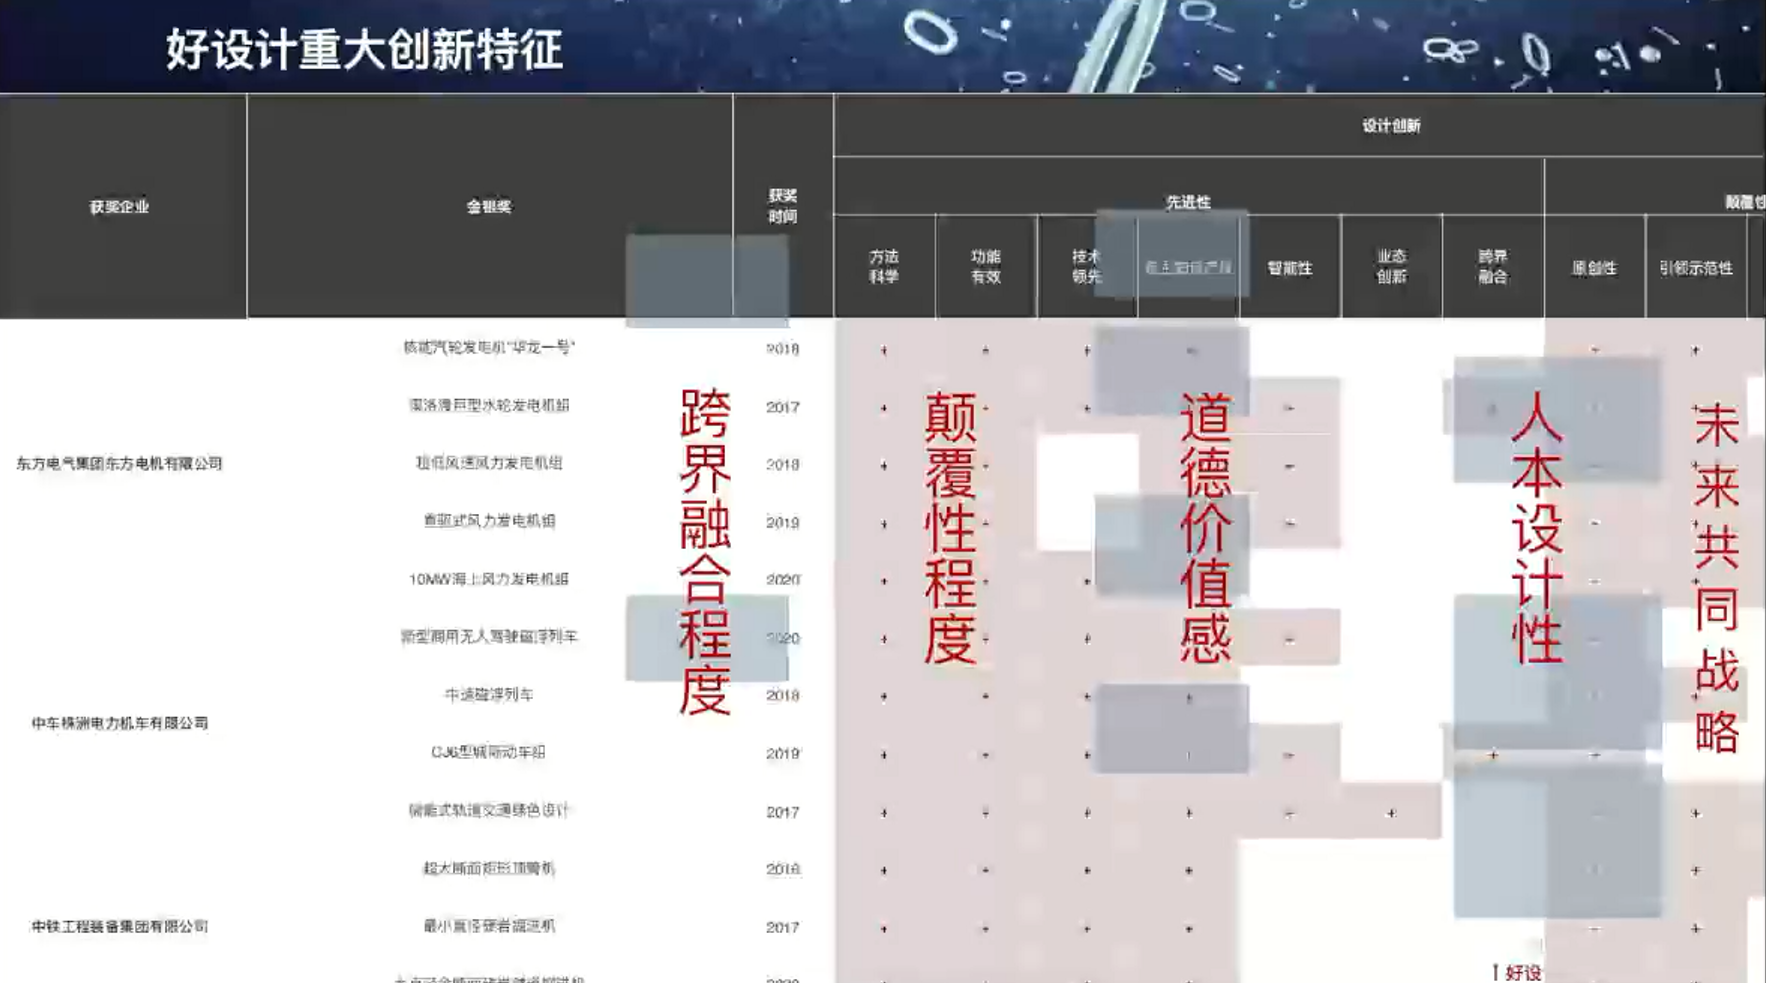 好设计重大创新特征
获奖企业
金银奖
获奖
时间
设计创新
先进性
颠覆性
方法
科学
功能
有效
技术
领先
智能性
业态
创新
跨界
融合
原创性
引领示范性
核能汽轮发电机“华龙一号”
2018 + + + + + +
巨型水轮发电机组
2017
东方电气集团东方电机有限公司
超低风速风力发电机组
2018
直驱式风力发电机组
2019
10MW海上风力发电机组
2020
新型商用无人驾驶磁浮列车
2020
中速磁浮列车
2018
中车株洲电力机车有限公司
CJ6型城际动车组
2019
储能式轨道交通绿色设计
2017
超大断面矩形顶管机
2016
中铁工程装备集团有限公司
最小直径硬岩掘进机
2017
跨界融合程度
颠覆性程度
道德价值感
人本设计性
未来共同战略
好设